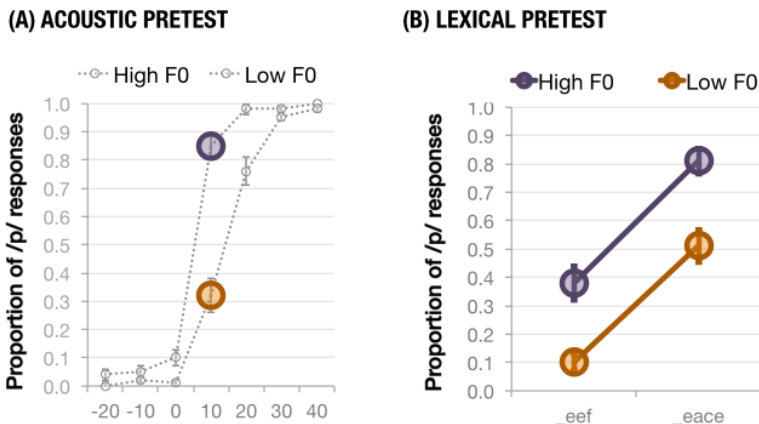 (A) ACOUSTIC PRETEST
High F0 Low F0
Proportion of /p/ responses
1.0
0.9
0.8
0.7
0.6
0.5
0.4
0.3
0.2
0.1
0.0
-20 -10 0 10 20 30 40
(B) LEXICAL PRETEST
High F0 Low F0
Proportion of /p/ responses
1.0
0.9
0.8
0.7
0.6
0.5
0.4
0.3
0.2
0.1
0.0
_eef _eace